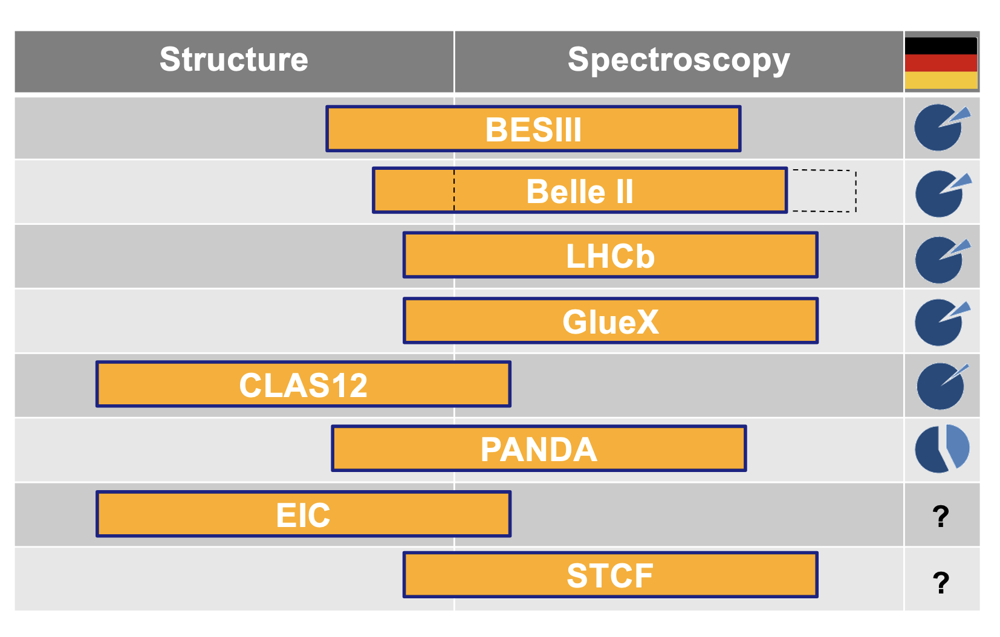 Structure
Spectroscopy
BESIII
Belle II
LHCb
GlueX
CLAS12
PANDA
EIC
?
STCF
?